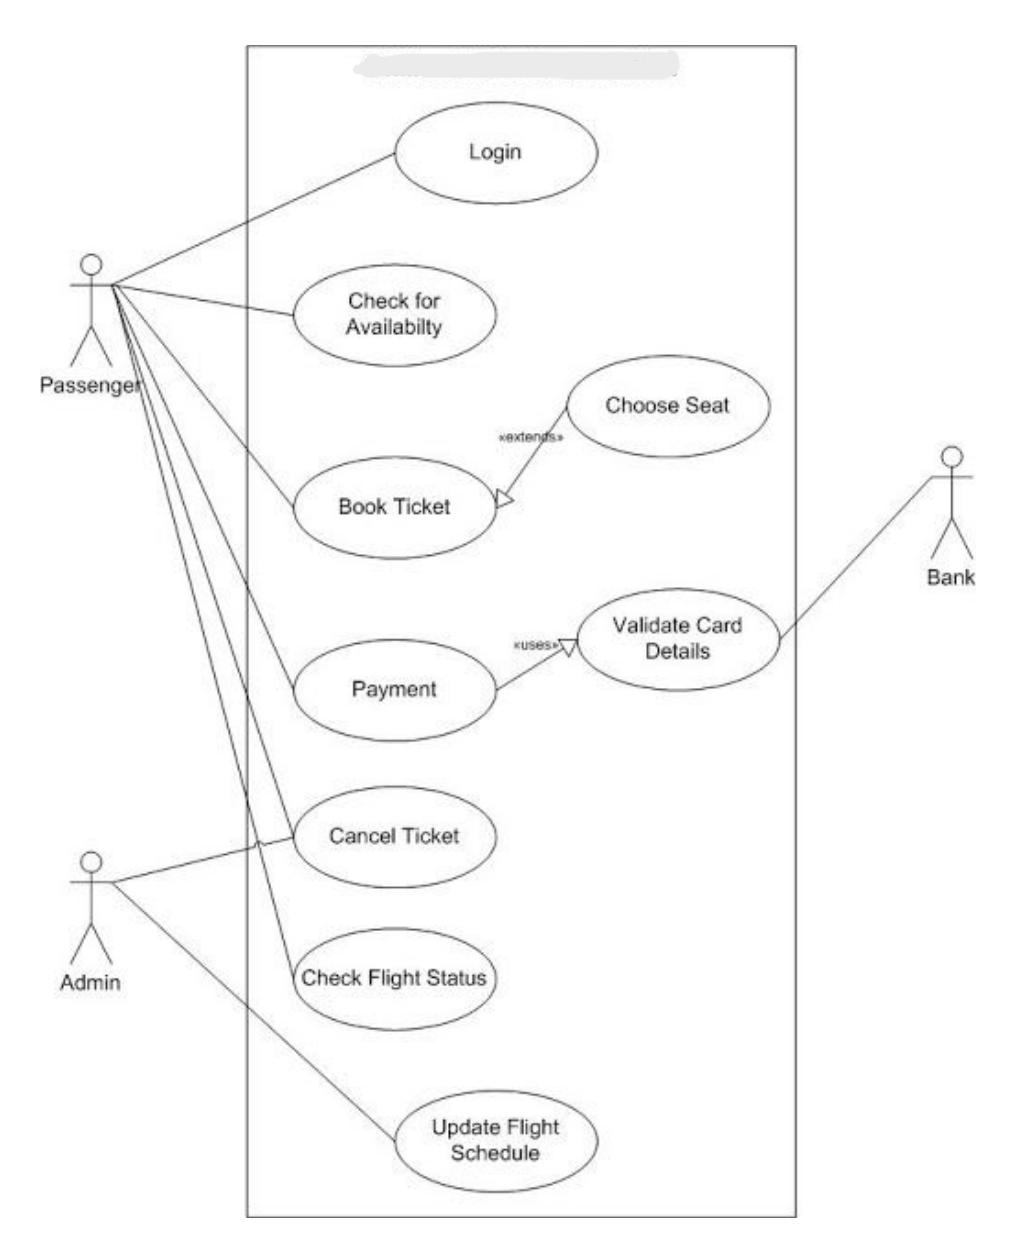 Login
Check for
Availabilty
Passenger
Choose Seat
«extends»
Book Ticket
Bank
Validate Card
Details
«uses»
Payment
Cancel Ticket
Admin
Check Flight Status
Update Flight
Schedule